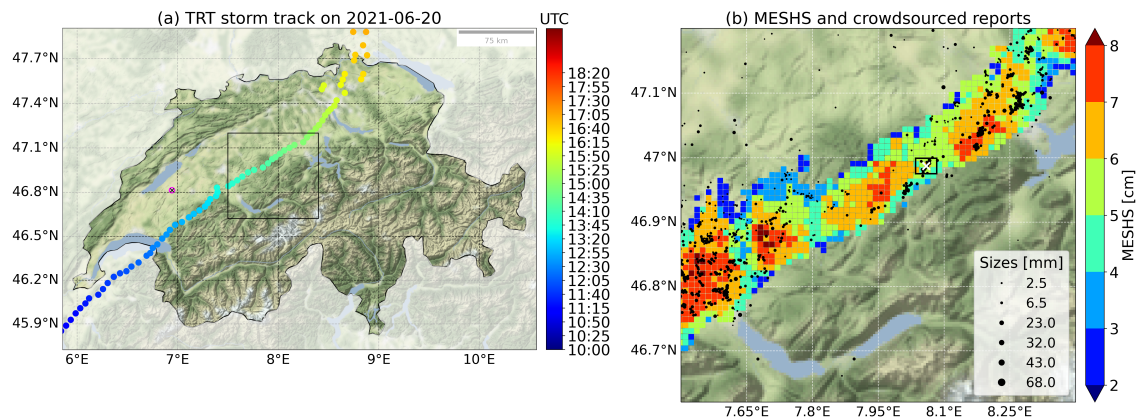 (a) TRT storm track on 2021-06-20
UTC
75 km
47.7°N
47.4°N
47.1°N
46.8°N
46.5°N
46.2°N
45.9°N
6°E
7°E
8°E
9°E
10°E
18:20
17:55
17:30
17:05
16:40
16:15
15:50
15:25
15:00
14:35
14:10
13:45
13:20
12:55
12:30
12:05
11:40
11:15
10:50
10:25
10:00
(b) MESHS and crowdsourced reports
47.1°N
47°N
46.9°N
46.8°N
46.7°N
7.65°E
7.8°E
7.95°E
8.1°E
8.25°E
Sizes [mm]
2.5
6.5
23.0
32.0
43.0
68.0
8
7
6
5
4
3
2
MESHS [cm]